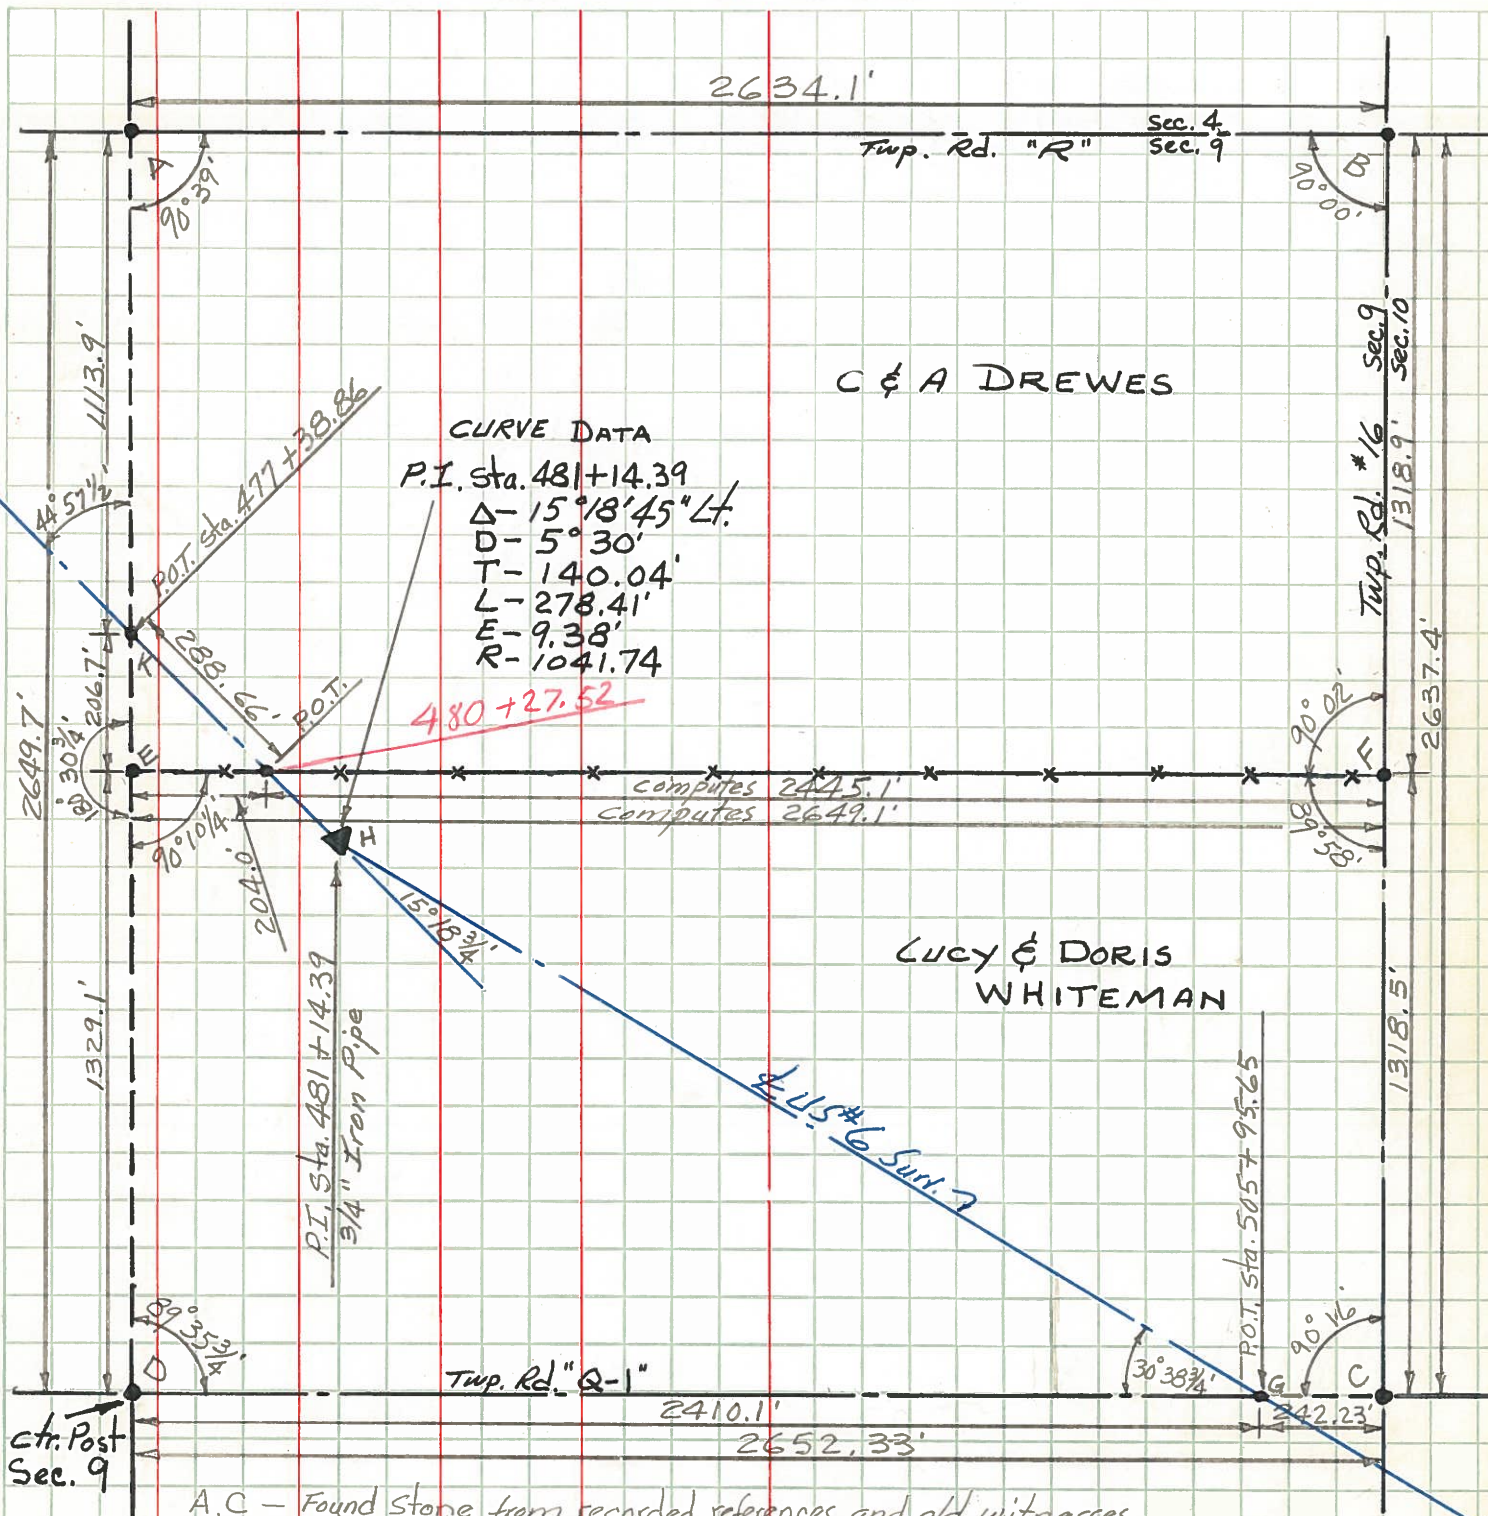 2634.1'
Twp. Rd. "R"
Sec. 4
Sec. 9
A
90°39'
B
90°00'
1113.9'
Twp. Rd. #16
Sec. 9
Sec. 10
1318.9'
C & A DREWES
CURVE DATA
P.I. Sta. 481+14.39
Δ- 15°18'45" Lt.
D- 5°30'
T- 140.04'
L- 278.41'
E- 9.38'
R- 1041.74
44°57½'
P.O.T. Sta. 477+38.86
K
288.66'
P.O.T.
480+27.52
206.7'
2649.7'
2637.4'
E
30¾'
90°10¼'
204.0'
computes 2445.1'
computes 2649.1'
90°02'
F
89°58'
H
15°18¾'
LUCY & DORIS
WHITEMAN
1329.1'
P.I. Sta. 481+14.39
3/4" Iron Pipe
US #6 Surv.
P.O.T. Sta. 505+95.65
1318.5'
89°35¾'
D
Twp. Rd. "Q-1"
30°38¾'
90°16'
G
C
2410.1'
242.23'
2652.33'
Ctr. Post
Sec. 9
A.C — Found Stone from recorded references and old witnesses